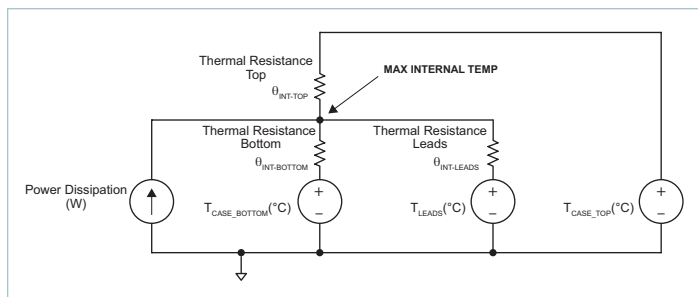 Thermal Resistance
Top
θINT-TOP
MAX INTERNAL TEMP
Thermal Resistance
Bottom
θINT-BOTTOM
Thermal Resistance
Leads
θINT-LEADS
Power Dissipation
(W)
+
–
TCASE_BOTTOM(°C)
+
–
TLEADS(°C)
+
–
TCASE_TOP(°C)